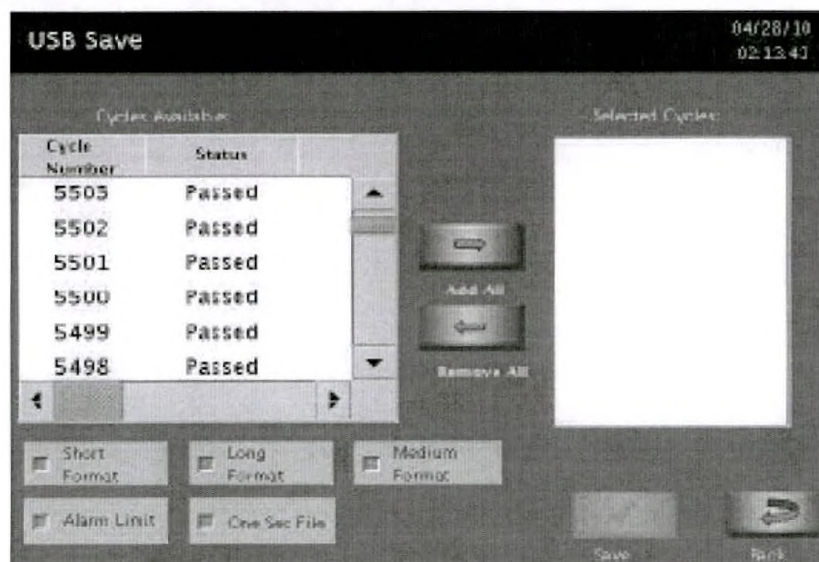 USB Save
04/28/10
02:13:43
Cycles Available:
Selected Cycles:
Cycle Number
Status
5503 Passed
5502 Passed
5501 Passed
5500 Passed
5499 Passed
5498 Passed
Add All
Remove All
Short Format
Long Format
Medium Format
Alarm Limit
One Sec File
Save
Back